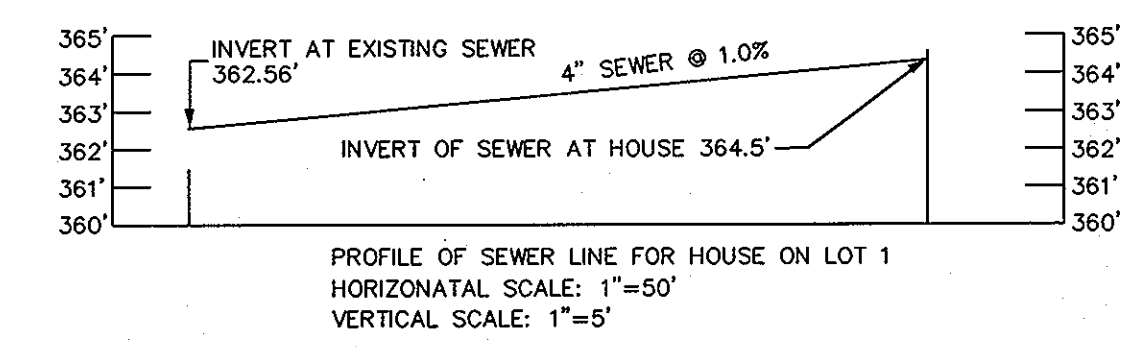 365'
364'
363'
362'
361'
360'
INVERT AT EXISTING SEWER
362.56'
4" SEWER @ 1.0%
INVERT OF SEWER AT HOUSE 364.5'
365'
364'
363'
362'
361'
360'
PROFILE OF SEWER LINE FOR HOUSE ON LOT 1
HORIZONATAL SCALE: 1"=50'
VERTICAL SCALE: 1"=5'